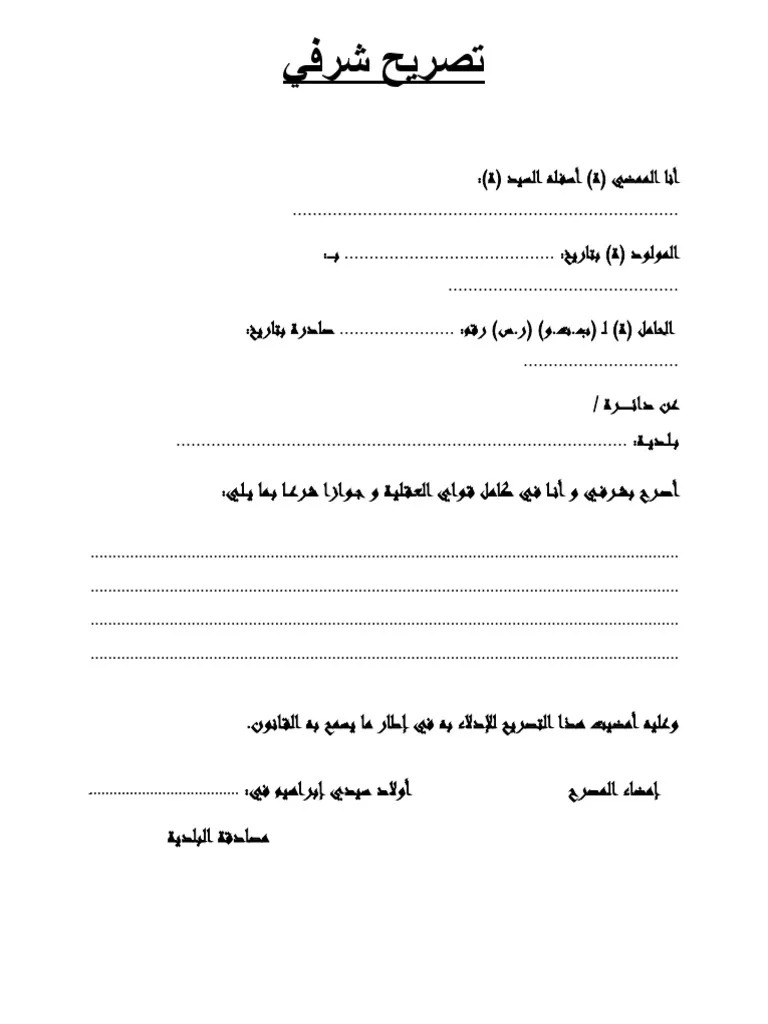 تصريح شرفي
أنا الممضي (ة) أسفله السيد (ة):
.............................................................................
المولود (ة) بتاريخ: .......................................... بـ:
..............................................
الحامل (ة) لـ (ب.ت.و) (ر.س) رقم: ....................... صادرة بتاريخ:
...............................
عن دائـــرة /
بلـديـة: ..........................................................................................
أصرح بشرفي و أنا في كامل قواي العقلية و جوازا شرعا بما يلي:
.....................................................................................................................................
.....................................................................................................................................
.....................................................................................................................................
.....................................................................................................................................
وعليه أمضيت هذا التصريح للإدلاء به في إطار ما يسمح به القانون.
إمضاء المصرح أولاد سيدي إبراهيم في: ....................................
مصادقة البلدية